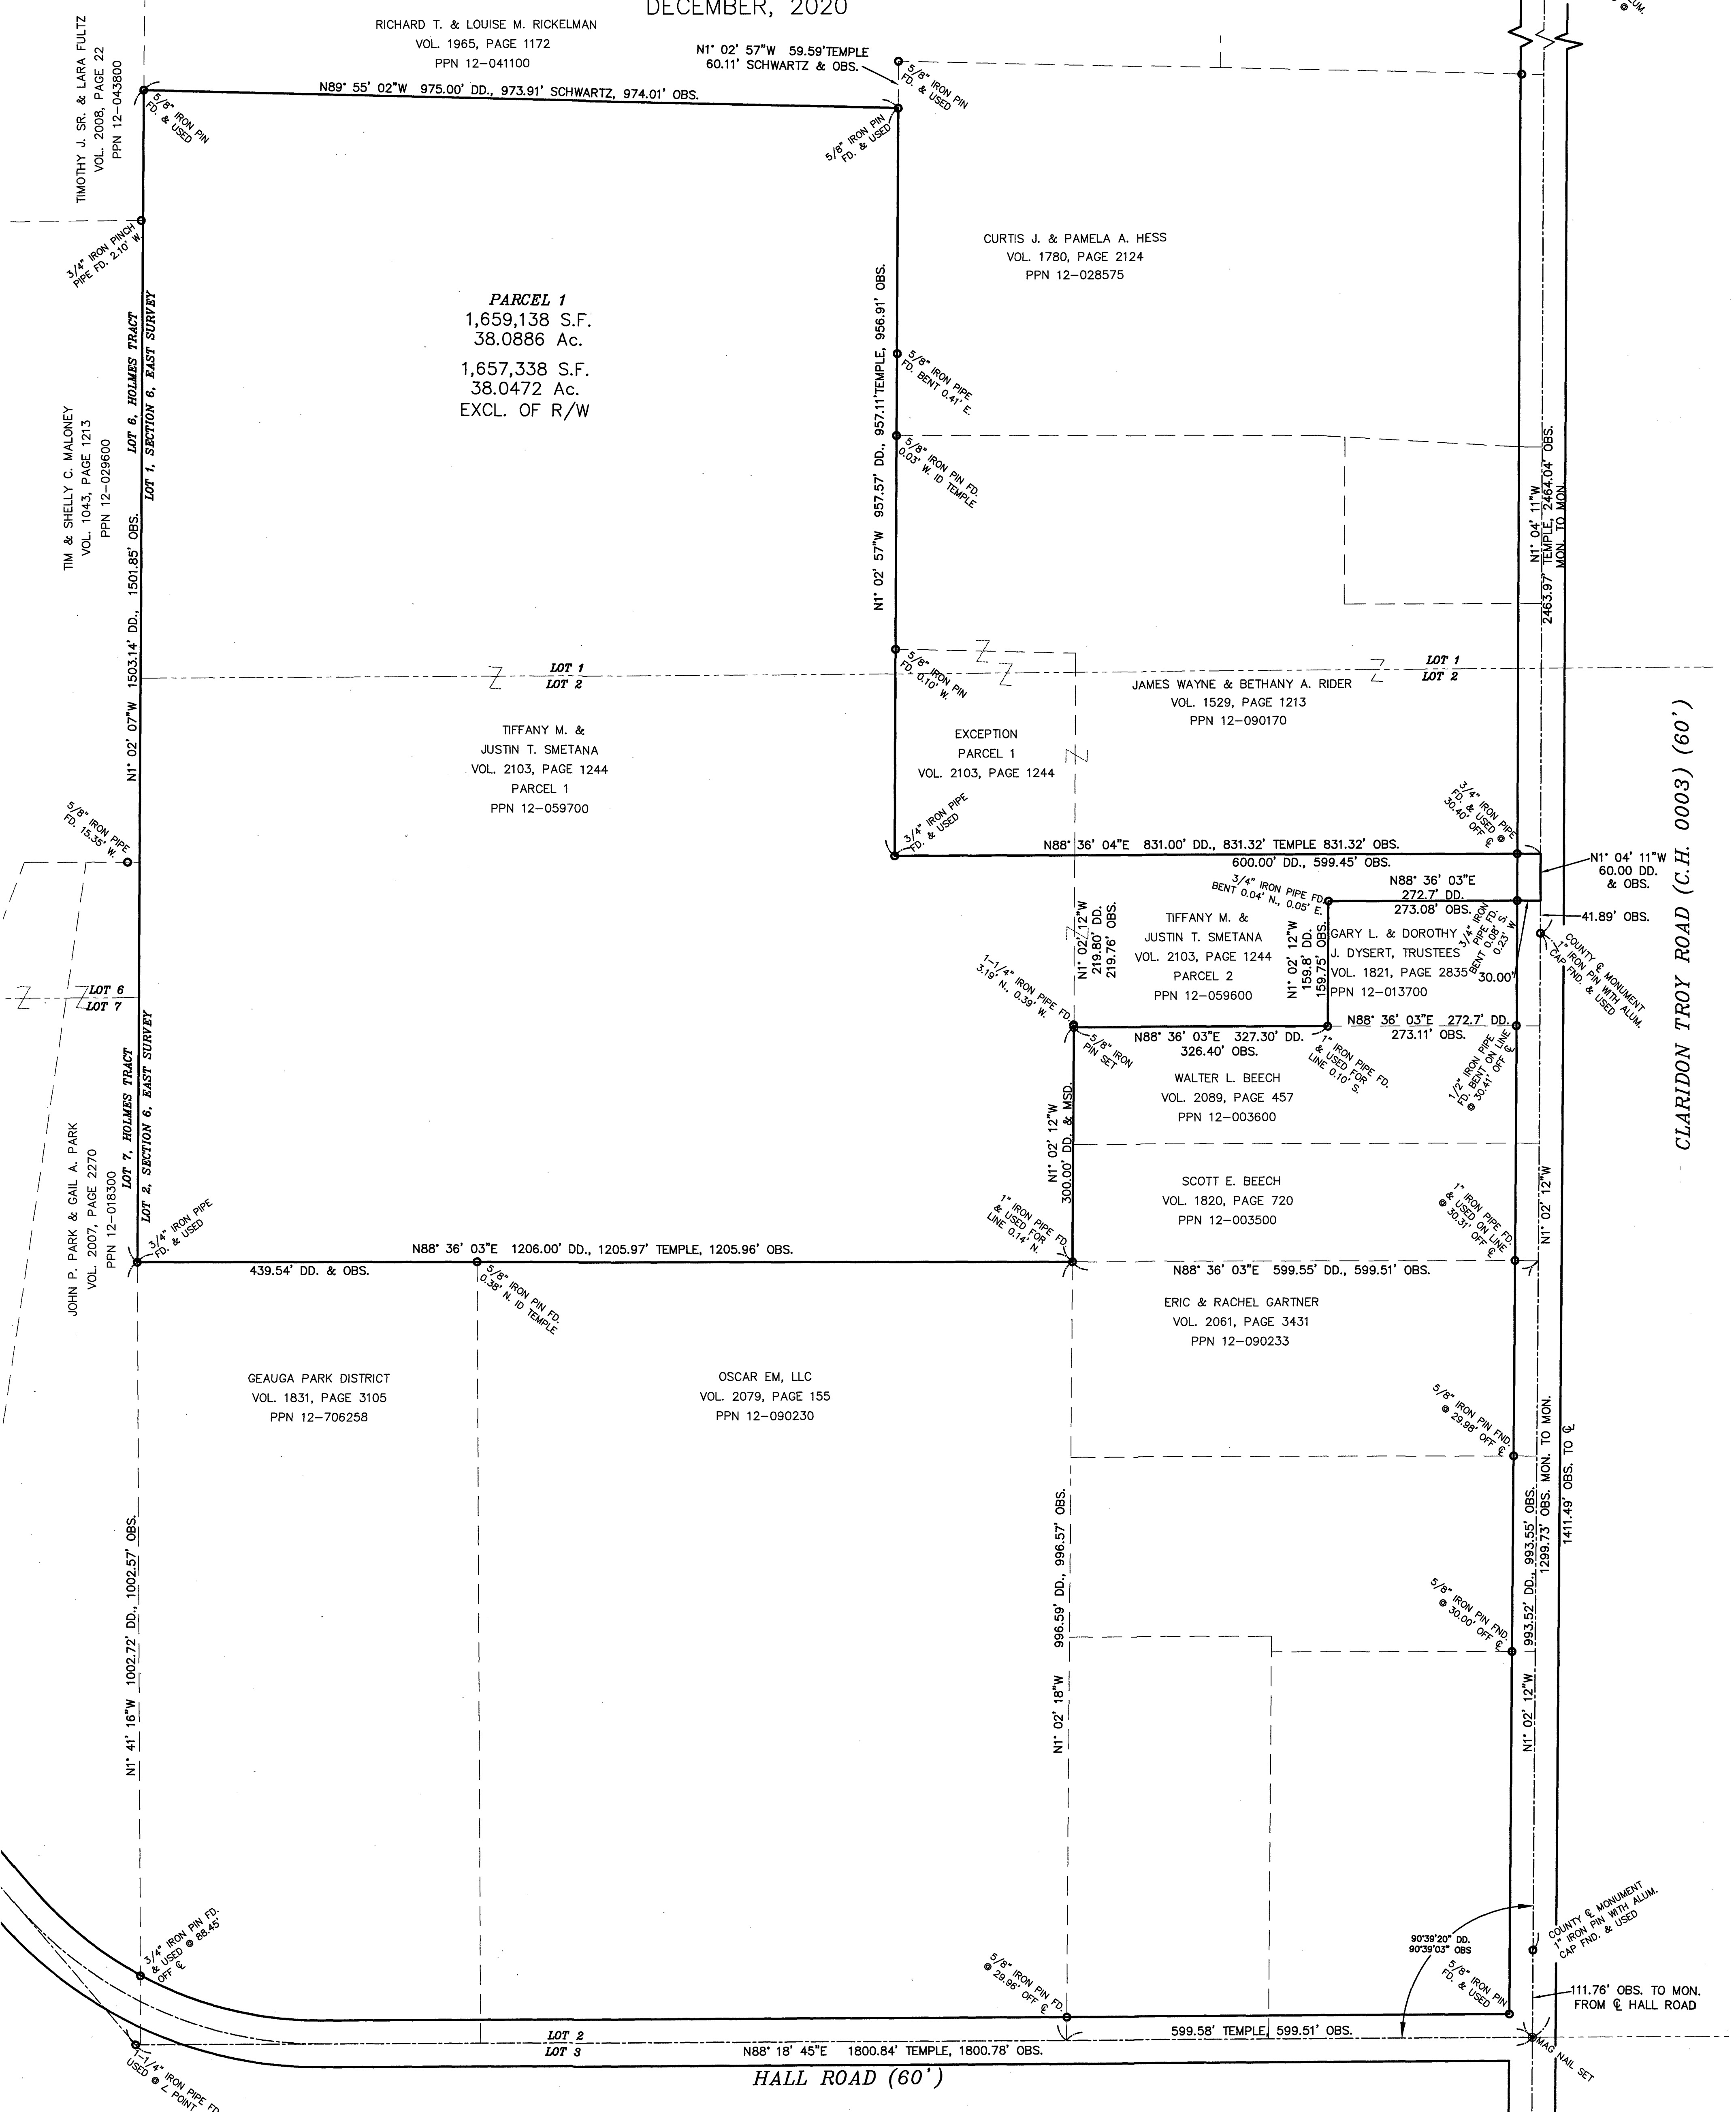 DECEMBER, 2020
RICHARD T. & LOUISE M. RICKELMAN
VOL. 1965, PAGE 1172
PPN 12-041100
N1° 02' 57"W 59.59'TEMPLE
60.11' SCHWARTZ & OBS.
TIMOTHY J. SR. & LARA FULTZ
VOL. 2008, PAGE 22
PPN 12-043800
N89° 55' 02"W 975.00' DD., 973.91' SCHWARTZ, 974.01' OBS.
5/8" IRON PIN
FD. & USED
5/8" IRON PIN
FD. & USED
5/8" IRON PIN
FD. & USED
3/4" IRON PINCH
PIPE FD. 2.10' W.
CURTIS J. & PAMELA A. HESS
VOL. 1780, PAGE 2124
PPN 12-028575
PARCEL 1
1,659,138 S.F.
38.0886 Ac.
1,657,338 S.F.
38.0472 Ac.
EXCL. OF R/W
LOT 6, HOLMES TRACT
LOT 1, SECTION 6, EAST SURVEY
TIM & SHELLY C. MALONEY
VOL. 1043, PAGE 1213
PPN 12-029600
N1° 02' 07"W 1503.14' DD., 1501.85' OBS.
N1° 02' 57"W 957.57' DD., 957.11'TEMPLE, 956.91' OBS.
5/8" IRON PIPE
FD. BENT 0.41' E.
5/8" IRON PIN FD.
0.03' W. ID TEMPLE
N1° 04' 11"W
2463.97' TEMPLE, 2464.04' OBS.
MON. TO MON.
5/8" IRON PIN
FD. 0.10' W.
LOT 1
LOT 2
LOT 1
LOT 2
JAMES WAYNE & BETHANY A. RIDER
VOL. 1529, PAGE 1213
PPN 12-090170
TIFFANY M. &
JUSTIN T. SMETANA
VOL. 2103, PAGE 1244
PARCEL 1
PPN 12-059700
EXCEPTION
PARCEL 1
VOL. 2103, PAGE 1244
CLARIDON TROY ROAD (C.H. 0003) (60')
5/8" IRON PIPE
FD. 15.35' W.
3/4" IRON PIPE
FD. & USED
3/4" IRON PIPE
FD. & USED @
30.40' OFF ℄
N88° 36' 04"E 831.00' DD., 831.32' TEMPLE 831.32' OBS.
600.00' DD., 599.45' OBS.
N1° 04' 11"W
60.00 DD.
& OBS.
3/4" IRON PIPE FD.
BENT 0.04' N., 0.05' E.
N88° 36' 03"E
272.7' DD.
273.08' OBS.
41.89' OBS.
N1° 02' 12"W
219.80' DD.
219.76' OBS.
TIFFANY M. &
JUSTIN T. SMETANA
VOL. 2103, PAGE 1244
PARCEL 2
PPN 12-059600
N1° 02' 12"W
159.8' DD.
159.75' OBS.
GARY L. & DOROTHY
J. DYSERT, TRUSTEES
VOL. 1821, PAGE 2835
PPN 12-013700
3/4" IRON
PIPE FD.
BENT 0.08' S.
0.23' W.
30.00'
COUNTY ℄ MONUMENT
1" IRON PIN WITH ALUM.
CAP FND. & USED
1-1/4" IRON PIPE FD.
3.19' N., 0.39' W.
LOT 6
LOT 7
LOT 7, HOLMES TRACT
LOT 2, SECTION 6, EAST SURVEY
5/8" IRON
PIN SET
N88° 36' 03"E 327.30' DD.
326.40' OBS.
1" IRON PIPE FD.
& USED FOR
LINE 0.10' S.
N88° 36' 03"E 272.7' DD.
273.11' OBS.
1/2" IRON PIPE
FD. BENT ON LINE
@ 30.41' OFF ℄
WALTER L. BEECH
VOL. 2089, PAGE 457
PPN 12-003600
N1° 02' 12"W
300.00' DD. & MSD.
JOHN P. PARK & GAIL A. PARK
VOL. 2007, PAGE 2270
PPN 12-018300
SCOTT E. BEECH
VOL. 1820, PAGE 720
PPN 12-003500
N1° 02' 12"W
3/4" IRON PIPE
FD. & USED
1" IRON PIPE FD.
& USED FOR
LINE 0.14' N.
1" IRON PIPE FD.
& USED ON LINE
@ 30.31' OFF ℄
N88° 36' 03"E 1206.00' DD., 1205.97' TEMPLE, 1205.96' OBS.
439.54' DD. & OBS.
5/8" IRON PIN FD.
0.38' N. ID TEMPLE
N88° 36' 03"E 599.55' DD., 599.51' OBS.
ERIC & RACHEL GARTNER
VOL. 2061, PAGE 3431
PPN 12-090233
GEAUGA PARK DISTRICT
VOL. 1831, PAGE 3105
PPN 12-706258
OSCAR EM, LLC
VOL. 2079, PAGE 155
PPN 12-090230
5/8" IRON PIN FND.
@ 29.98' OFF ℄
N1° 41' 16"W 1002.72' DD., 1002.57' OBS.
N1° 02' 18"W 996.59' DD., 996.57' OBS.
N1° 02' 12"W 993.52' DD., 993.55' OBS.
1299.73' OBS. MON. TO MON.
1411.49' OBS. TO ℄
5/8" IRON PIN FND.
@ 30.00' OFF ℄
3/4" IRON PIN FD.
& USED @ 88.45'
OFF ℄
5/8" IRON PIN FD.
@ 29.96' OFF ℄
90°39'20" DD.
90°39'03" OBS
5/8" IRON PIN
FD. & USED
COUNTY ℄ MONUMENT
1" IRON PIN WITH ALUM.
CAP FND. & USED
111.76' OBS. TO MON.
FROM ℄ HALL ROAD
LOT 2
LOT 3
599.58' TEMPLE, 599.51' OBS.
N88° 18' 45"E 1800.84' TEMPLE, 1800.78' OBS.
MAG NAIL SET
HALL ROAD (60')
1-1/4" IRON PIPE FD.
USED @ ∠ POINT